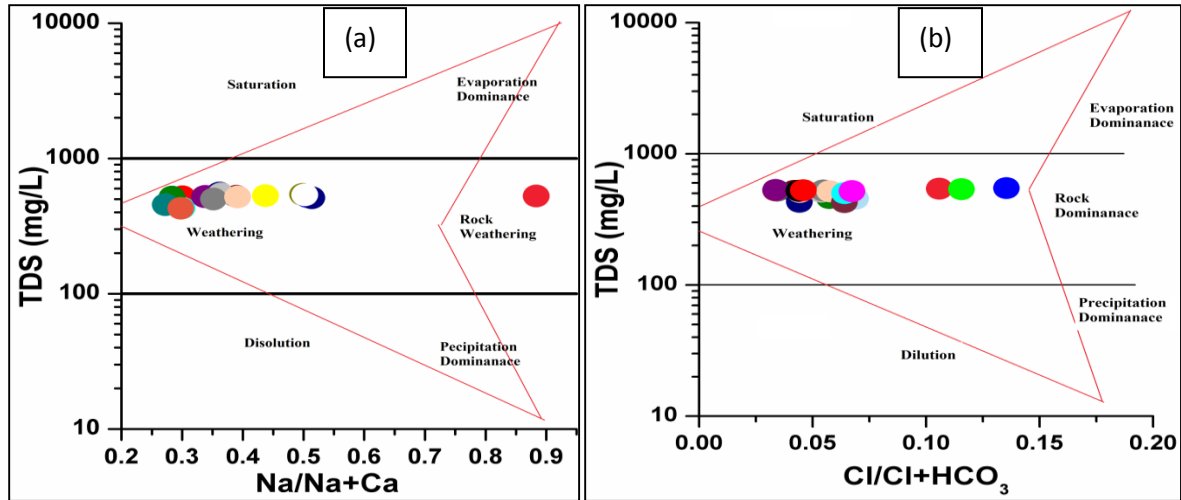 (a)
10000
1000
100
10
TDS (mg/L)
Saturation
Evaporation
Dominance
Weathering
Rock
Weathering
Disolution
Pecipitation
Dominanace
0.2 0.3 0.4 0.5 0.6 0.7 0.8 0.9
Na/Na+Ca
(b)
10000
1000
100
10
TDS (mg/L)
Saturation
Evaporation
Dominanace
Weathering
Rock
Dominanace
Precipitation
Dominanace
Dilution
0.00 0.05 0.10 0.15 0.20
Cl/Cl+HCO₃